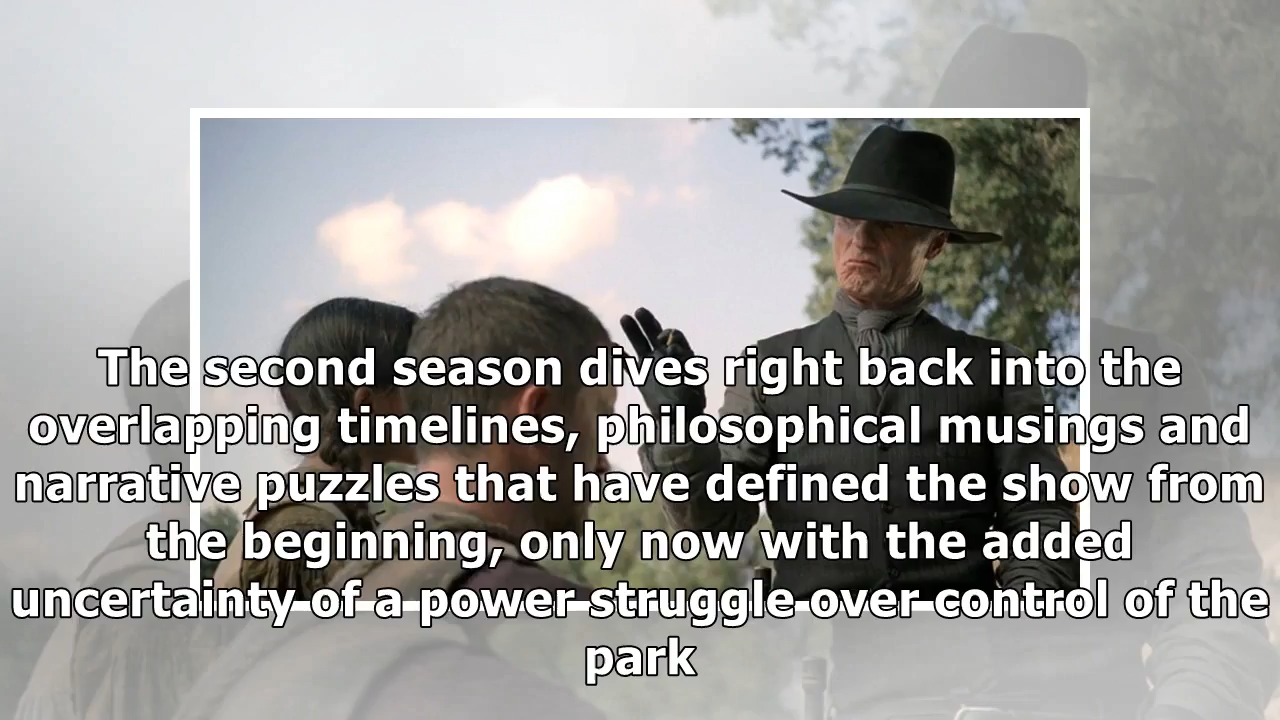 The second season dives right back into the
overlapping timelines, philosophical musings and
narrative puzzles that have defined the show from
the beginning, only now with the added
uncertainty of a power struggle over control of the
park